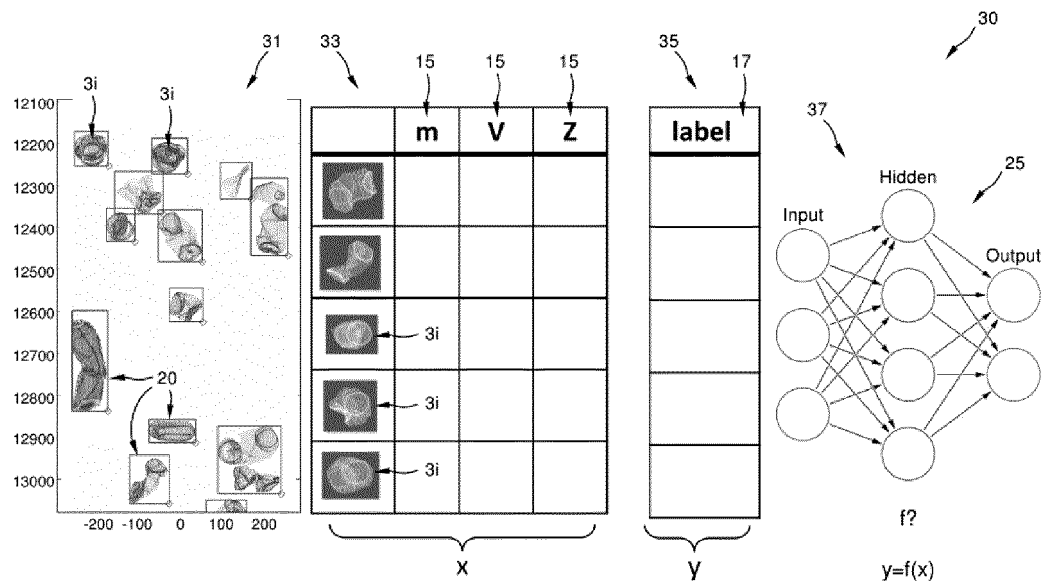 30
31
33
35
3i
3i
15
15
15
17
37
12100
m
V
Z
label
12200
Hidden
25
12300
Input
12400
Output
12500
12600
3i
12700
20
3i
12800
12900
3i
13000
-200
-100
0
100
200
f?
x
y
y=f(x)